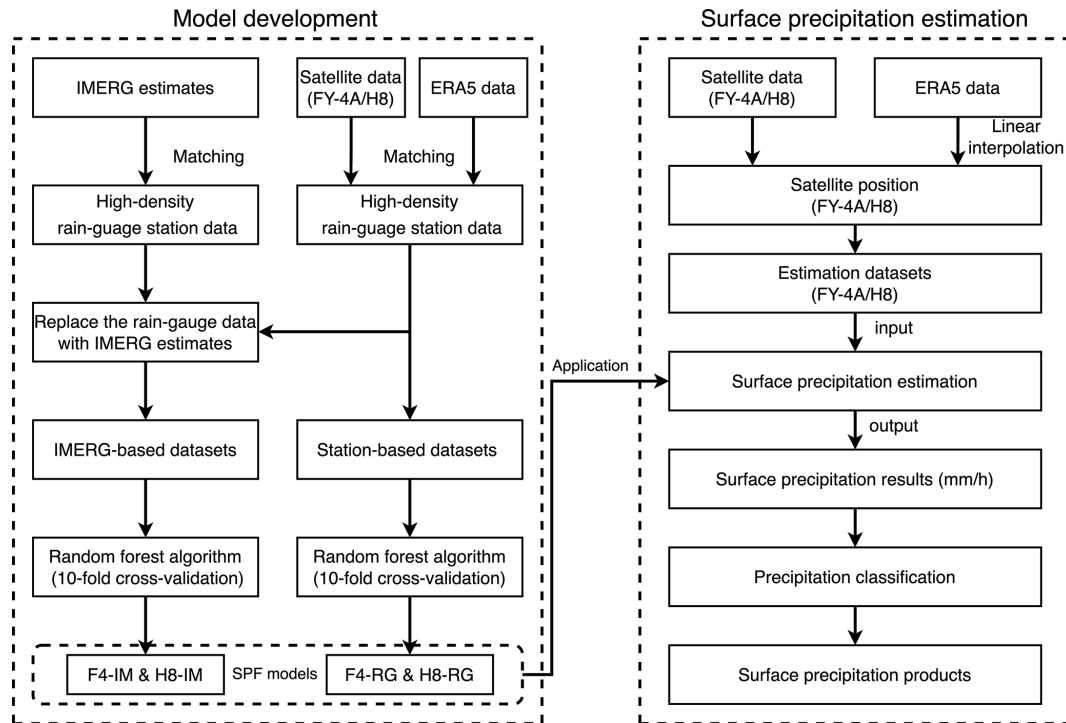 Model development
IMERG estimates
Satellite data
(FY-4A/H8)
ERA5 data
Matching
Matching
High-density
rain-guage station data
High-density
rain-guage station data
Replace the rain-gauge data
with IMERG estimates
IMERG-based datasets
Station-based datasets
Random forest algorithm
(10-fold cross-validation)
Random forest algorithm
(10-fold cross-validation)
F4-IM & H8-IM
SPF models
F4-RG & H8-RG
Application
Surface precipitation estimation
Satellite data
(FY-4A/H8)
ERA5 data
Linear
interpolation
Satellite position
(FY-4A/H8)
Estimation datasets
(FY-4A/H8)
input
Surface precipitation estimation
output
Surface precipitation results (mm/h)
Precipitation classification
Surface precipitation products